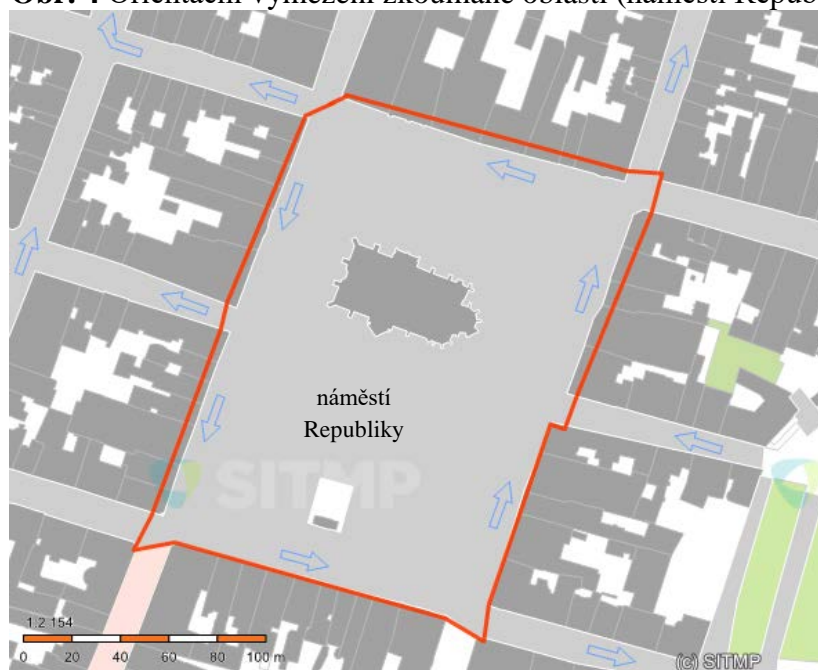 Obr. 4 Orientační vymezení zkoumané oblasti (náměstí Repub
náměstí
Republiky
SITMP
1:2 154
0 20 40 60 80 100 m
(c) SITMP